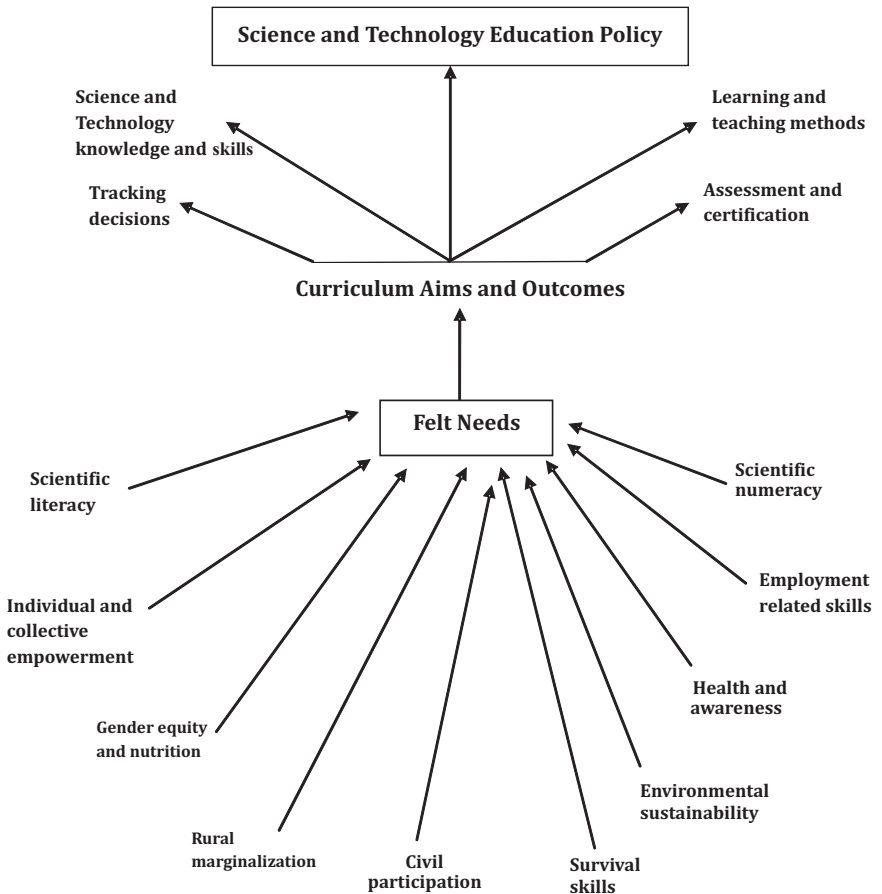 Science and Technology Education Policy
Science and
Technology
knowledge and skills
Learning and
teaching methods
Tracking
decisions
Assessment and
certification
Curriculum Aims and Outcomes
Felt Needs
Scientific
literacy
Scientific
numeracy
Individual and
collective
empowerment
Employment
related skills
Gender equity
and nutrition
Health and
awareness
Rural
marginalization
Environmental
sustainability
Civil
participation
Survival
skills